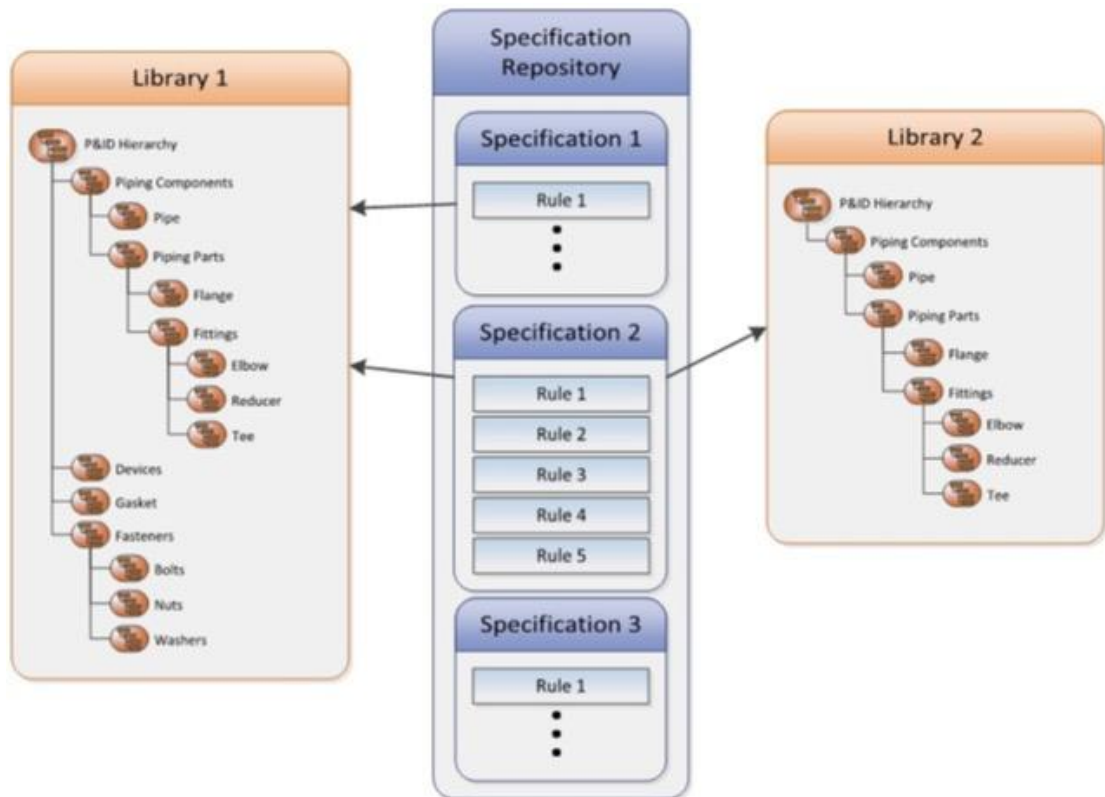 Library 1
P&ID Hierarchy
Piping Components
Pipe
Piping Parts
Flange
Fittings
Elbow
Reducer
Tee
Devices
Gasket
Fasteners
Bolts
Nuts
Washers
Specification
Repository
Specification 1
Rule 1
Specification 2
Rule 1
Rule 2
Rule 3
Rule 4
Rule 5
Specification 3
Rule 1
Library 2
P&ID Hierarchy
Piping Components
Pipe
Piping Parts
Flange
Fittings
Elbow
Reducer
Tee